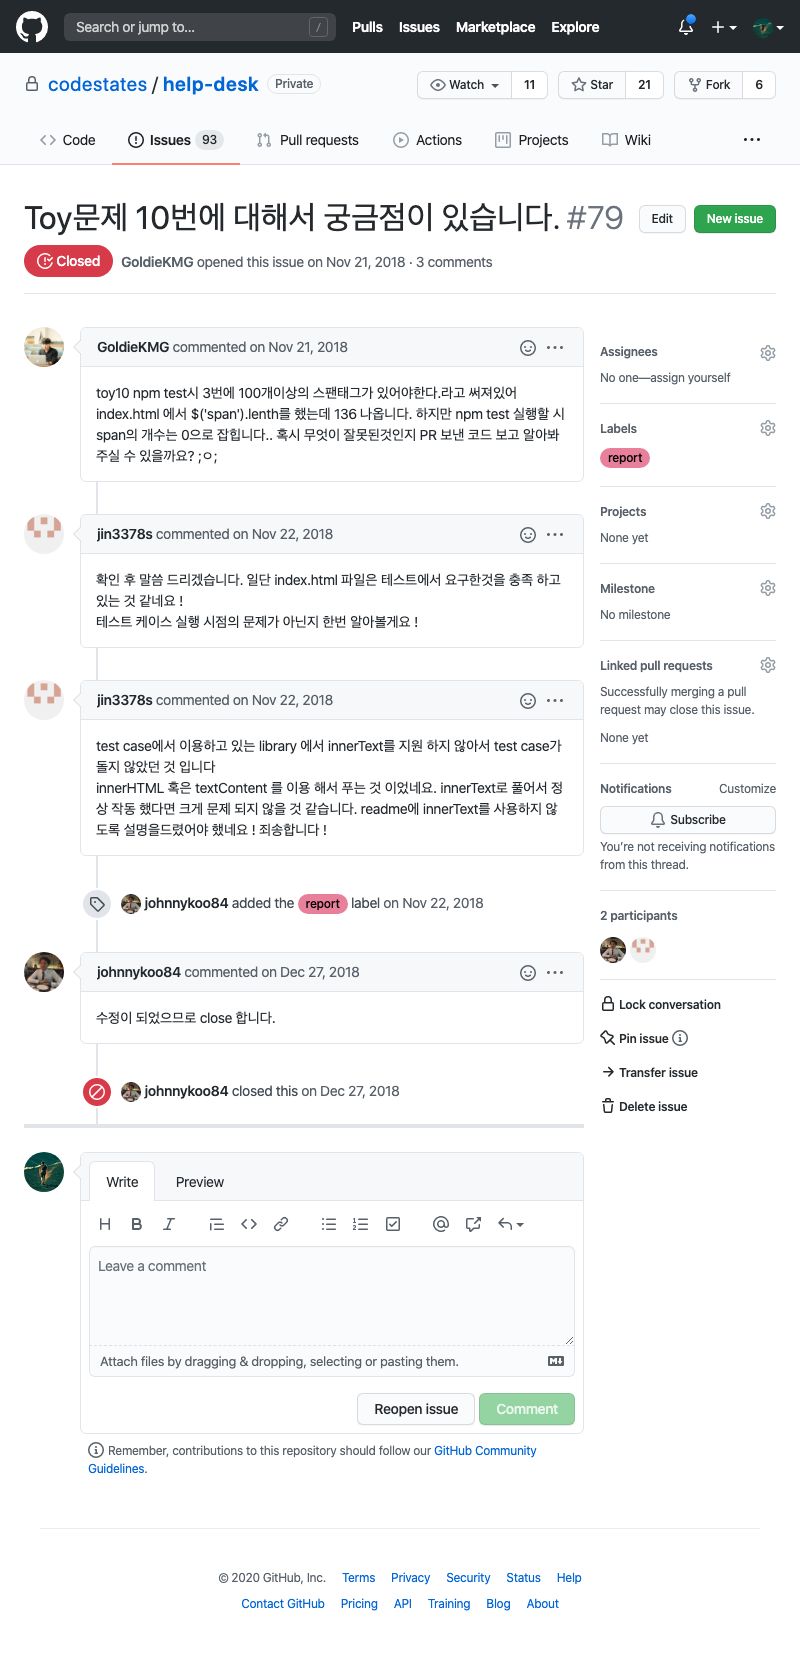 Search or jump to... /
Pulls Issues Marketplace Explore
codestates / help-desk Private
Watch 11 Star 21 Fork 6
Code Issues 93 Pull requests Actions Projects Wiki ...
Toy문제 10번에 대해서 궁금점이 있습니다. #79
Edit New issue
Closed GoldieKMG opened this issue on Nov 21, 2018 · 3 comments
GoldieKMG commented on Nov 21, 2018
toy10 npm test시 3번에 100개이상의 스팬태그가 있어야한다.라고 써져있어
index.html 에서 $('span').lenth를 했는데 136 나옵니다. 하지만 npm test 실행할 시
span의 개수는 0으로 잡힙니다.. 혹시 무엇이 잘못된것인지 PR 보낸 코드 보고 알아봐
주실 수 있을까요? ;ㅇ;
jin3378s commented on Nov 22, 2018
확인 후 말씀 드리겠습니다. 일단 index.html 파일은 테스트에서 요구한것을 충족 하고
있는 것 같네요 !
테스트 케이스 실행 시점의 문제가 아닌지 한번 알아볼게요 !
jin3378s commented on Nov 22, 2018
test case에서 이용하고 있는 library 에서 innerText를 지원 하지 않아서 test case가
돌지 않았던 것 입니다
innerHTML 혹은 textContent 를 이용 해서 푸는 것 이었네요. innerText로 풀어서 정
상 작동 했다면 크게 문제 되지 않을 것 같습니다. readme에 innerText를 사용하지 않
도록 설명을드렸어야 했네요 ! 죄송합니다 !
johnnykoo84 added the report label on Nov 22, 2018
johnnykoo84 commented on Dec 27, 2018
수정이 되었으므로 close 합니다.
johnnykoo84 closed this on Dec 27, 2018
Write Preview
H B I
Leave a comment
Attach files by dragging & dropping, selecting or pasting them.
Reopen issue Comment
Remember, contributions to this repository should follow our GitHub Community
Guidelines.
Assignees
No one—assign yourself
Labels
report
Projects
None yet
Milestone
No milestone
Linked pull requests
Successfully merging a pull
request may close this issue.
None yet
Notifications Customize
Subscribe
You're not receiving notifications
from this thread.
2 participants
Lock conversation
Pin issue
Transfer issue
Delete issue
© 2020 GitHub, Inc. Terms Privacy Security Status Help
Contact GitHub Pricing API Training Blog About